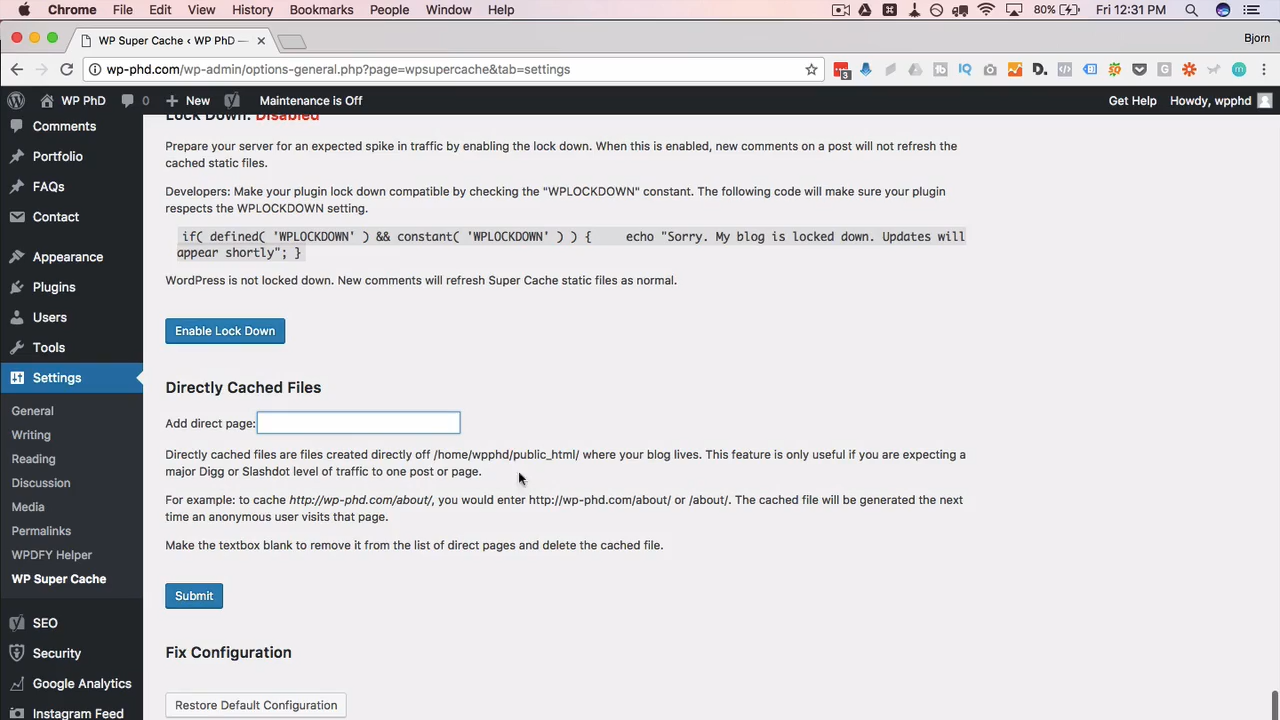 Chrome File Edit View History Bookmarks People Window Help 80% Fri 12:31 PM
WP Super Cache ‹ WP PhD — Bjorn
wp-phd.com/wp-admin/options-general.php?page=wpsupercache&tab=settings 3
WP PhD 0 New Maintenance is Off Get Help Howdy, wpphd
Comments
Portfolio
FAQs
Contact
Appearance
Plugins
Users
Tools
Settings
General
Writing
Reading
Discussion
Media
Permalinks
WPDFY Helper
WP Super Cache
SEO
Security
Google Analytics
Instagram Feed
Lock Down: Disabled
Prepare your server for an expected spike in traffic by enabling the lock down. When this is enabled, new comments on a post will not refresh the
cached static files.
Developers: Make your plugin lock down compatible by checking the "WPLOCKDOWN" constant. The following code will make sure your plugin
respects the WPLOCKDOWN setting.
if( defined( 'WPLOCKDOWN' ) && constant( 'WPLOCKDOWN' ) ) { echo "Sorry. My blog is locked down. Updates will
appear shortly"; }
WordPress is not locked down. New comments will refresh Super Cache static files as normal.
Enable Lock Down
Directly Cached Files
Add direct page:
Directly cached files are files created directly off /home/wpphd/public_html/ where your blog lives. This feature is only useful if you are expecting a
major Digg or Slashdot level of traffic to one post or page.
For example: to cache http://wp-phd.com/about/, you would enter http://wp-phd.com/about/ or /about/. The cached file will be generated the next
time an anonymous user visits that page.
Make the textbox blank to remove it from the list of direct pages and delete the cached file.
Submit
Fix Configuration
Restore Default Configuration